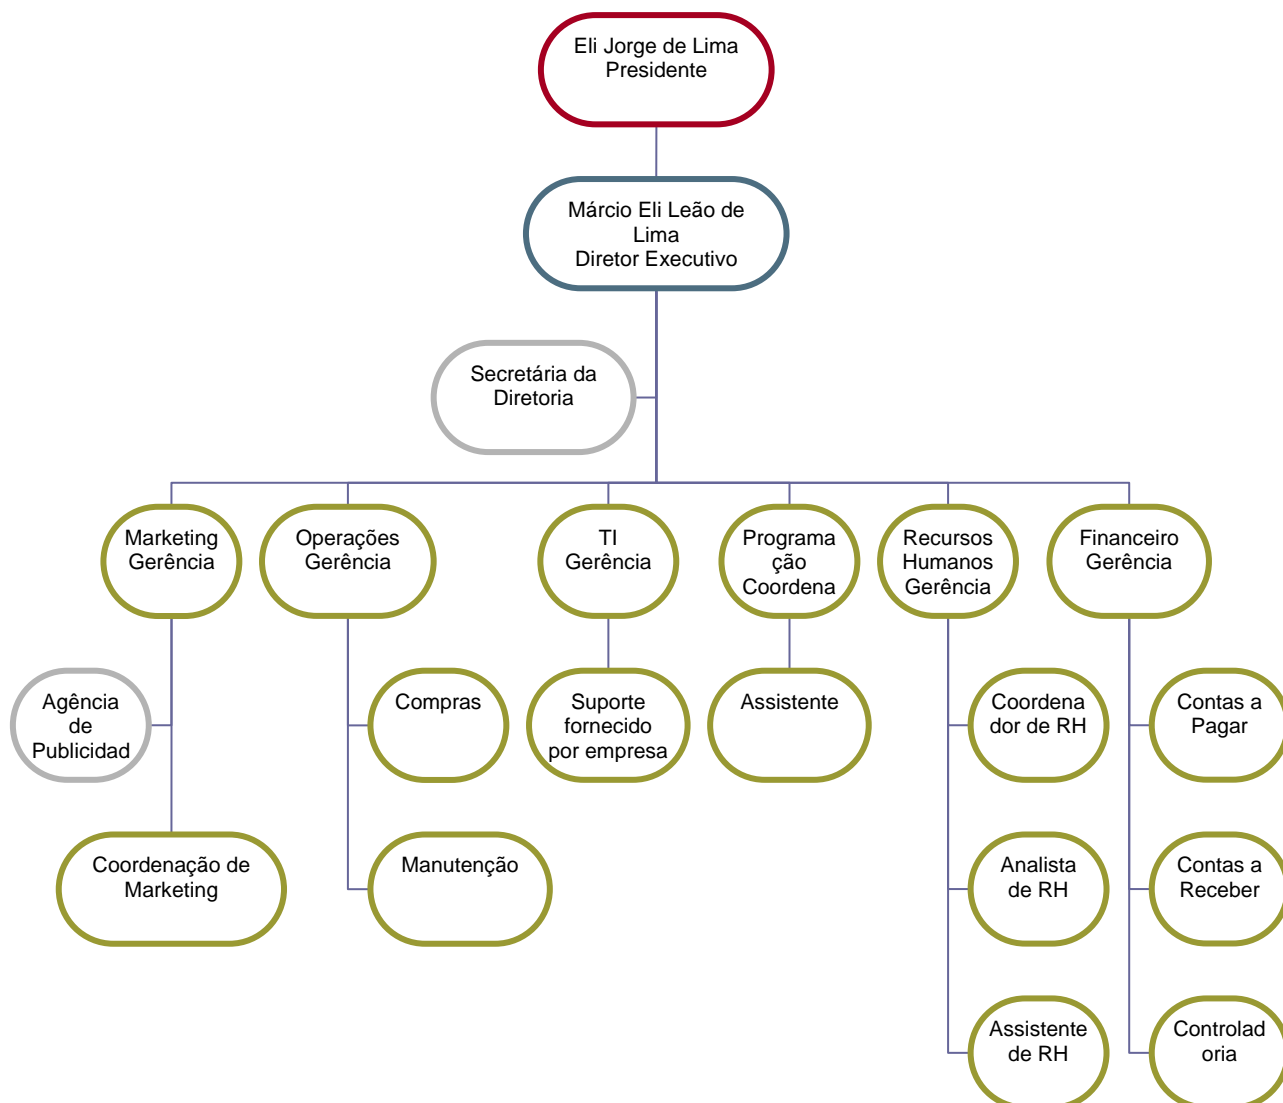 Eli Jorge de Lima
Presidente
Márcio Eli Leão de
Lima
Diretor Executivo
Secretária da
Diretoria
Marketing
Gerência
Operações
Gerência
TI
Gerência
Programa
ção
Coordena
Recursos
Humanos
Gerência
Financeiro
Gerência
Agência
de
Publicidad
Compras
Suporte
fornecido
por empresa
Assistente
Coordena
dor de RH
Contas a
Pagar
Coordenação de
Marketing
Manutenção
Analista
de RH
Contas a
Receber
Assistente
de RH
Controlad
oria